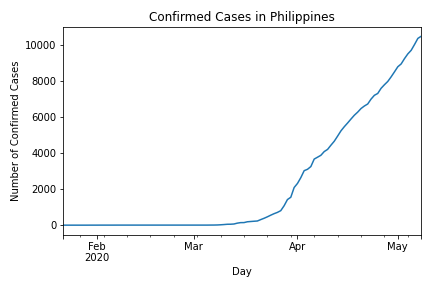 Confirmed Cases in Philippines
Number of Confirmed Cases
10000
8000
6000
4000
2000
0
Feb
2020
Mar
Apr
May
Day